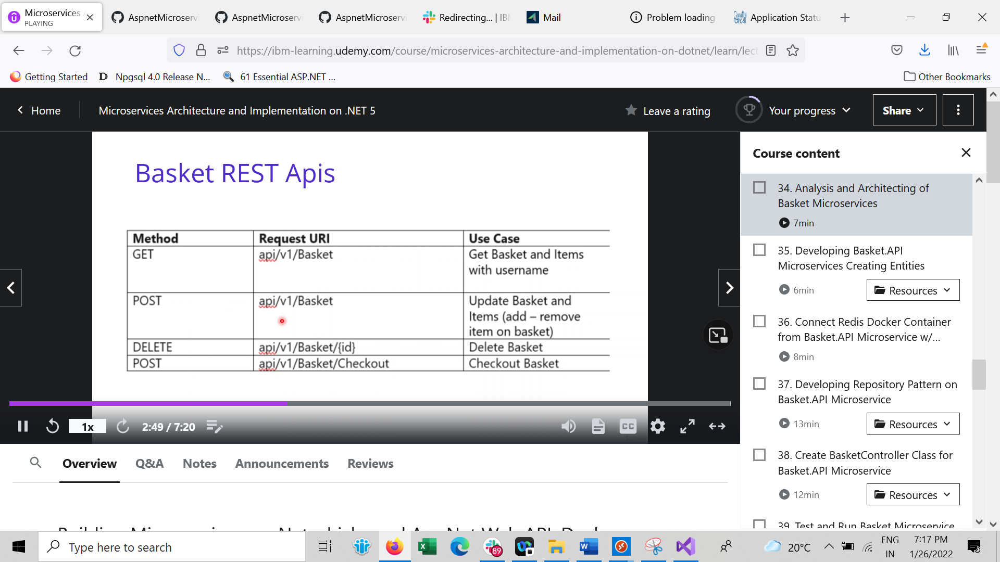 Microservices
PLAYING
AspnetMicroserv
AspnetMicroserv
AspnetMicroserv
Redirecting... | IB
Mail
Problem loading
Application Statu
https://ibm-learning.udemy.com/course/microservices-architecture-and-implementation-on-dotnet/learn/lect
Getting Started
D Npgsql 4.0 Release N...
61 Essential ASP.NET ...
Other Bookmarks
Home
Microservices Architecture and Implementation on .NET 5
Leave a rating
Your progress
Share
Basket REST Apis
Method Request URI Use Case
GET api/v1/Basket Get Basket and Items
with username
POST api/v1/Basket Update Basket and
Items (add – remove
item on basket)
DELETE api/v1/Basket/{id} Delete Basket
POST api/v1/Basket/Checkout Checkout Basket
1x
2:49 / 7:20
CC
Course content
34. Analysis and Architecting of
Basket Microservices
7min
35. Developing Basket.API
Microservices Creating Entities
6min
Resources
36. Connect Redis Docker Container
from Basket.API Microservice w/...
8min
37. Developing Repository Pattern on
Basket.API Microservice
13min
Resources
38. Create BasketController Class for
Basket.API Microservice
12min
Resources
39. Test and Run Basket Microservice
Overview
Q&A
Notes
Announcements
Reviews
Type here to search
89
20°C
ENG
IN
7:17 PM
1/26/2022